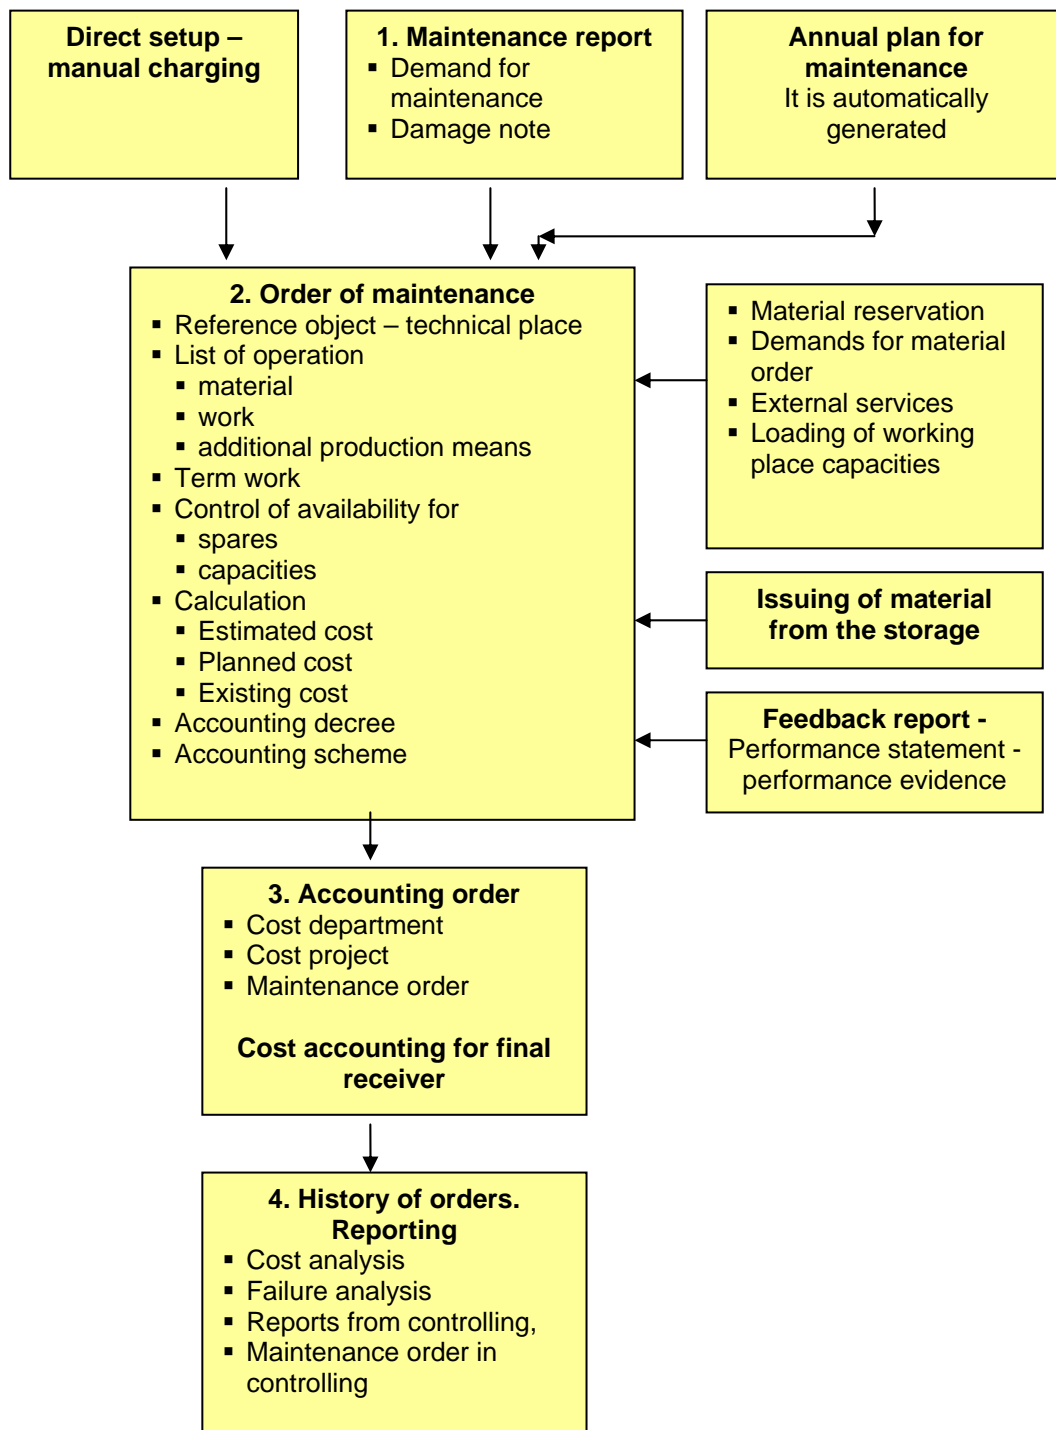 Direct setup –
manual charging
1. Maintenance report
▪ Demand for
maintenance
▪ Damage note
Annual plan for
maintenance
It is automatically
generated
2. Order of maintenance
▪ Reference object – technical place
▪ List of operation
▪ material
▪ work
▪ additional production means
▪ Term work
▪ Control of availability for
▪ spares
▪ capacities
▪ Calculation
▪ Estimated cost
▪ Planned cost
▪ Existing cost
▪ Accounting decree
▪ Accounting scheme
▪ Material reservation
▪ Demands for material
order
▪ External services
▪ Loading of working
place capacities
Issuing of material
from the storage
Feedback report -
Performance statement -
performance evidence
3. Accounting order
▪ Cost department
▪ Cost project
▪ Maintenance order
Cost accounting for final
receiver
4. History of orders.
Reporting
▪ Cost analysis
▪ Failure analysis
▪ Reports from controlling,
▪ Maintenance order in
controlling